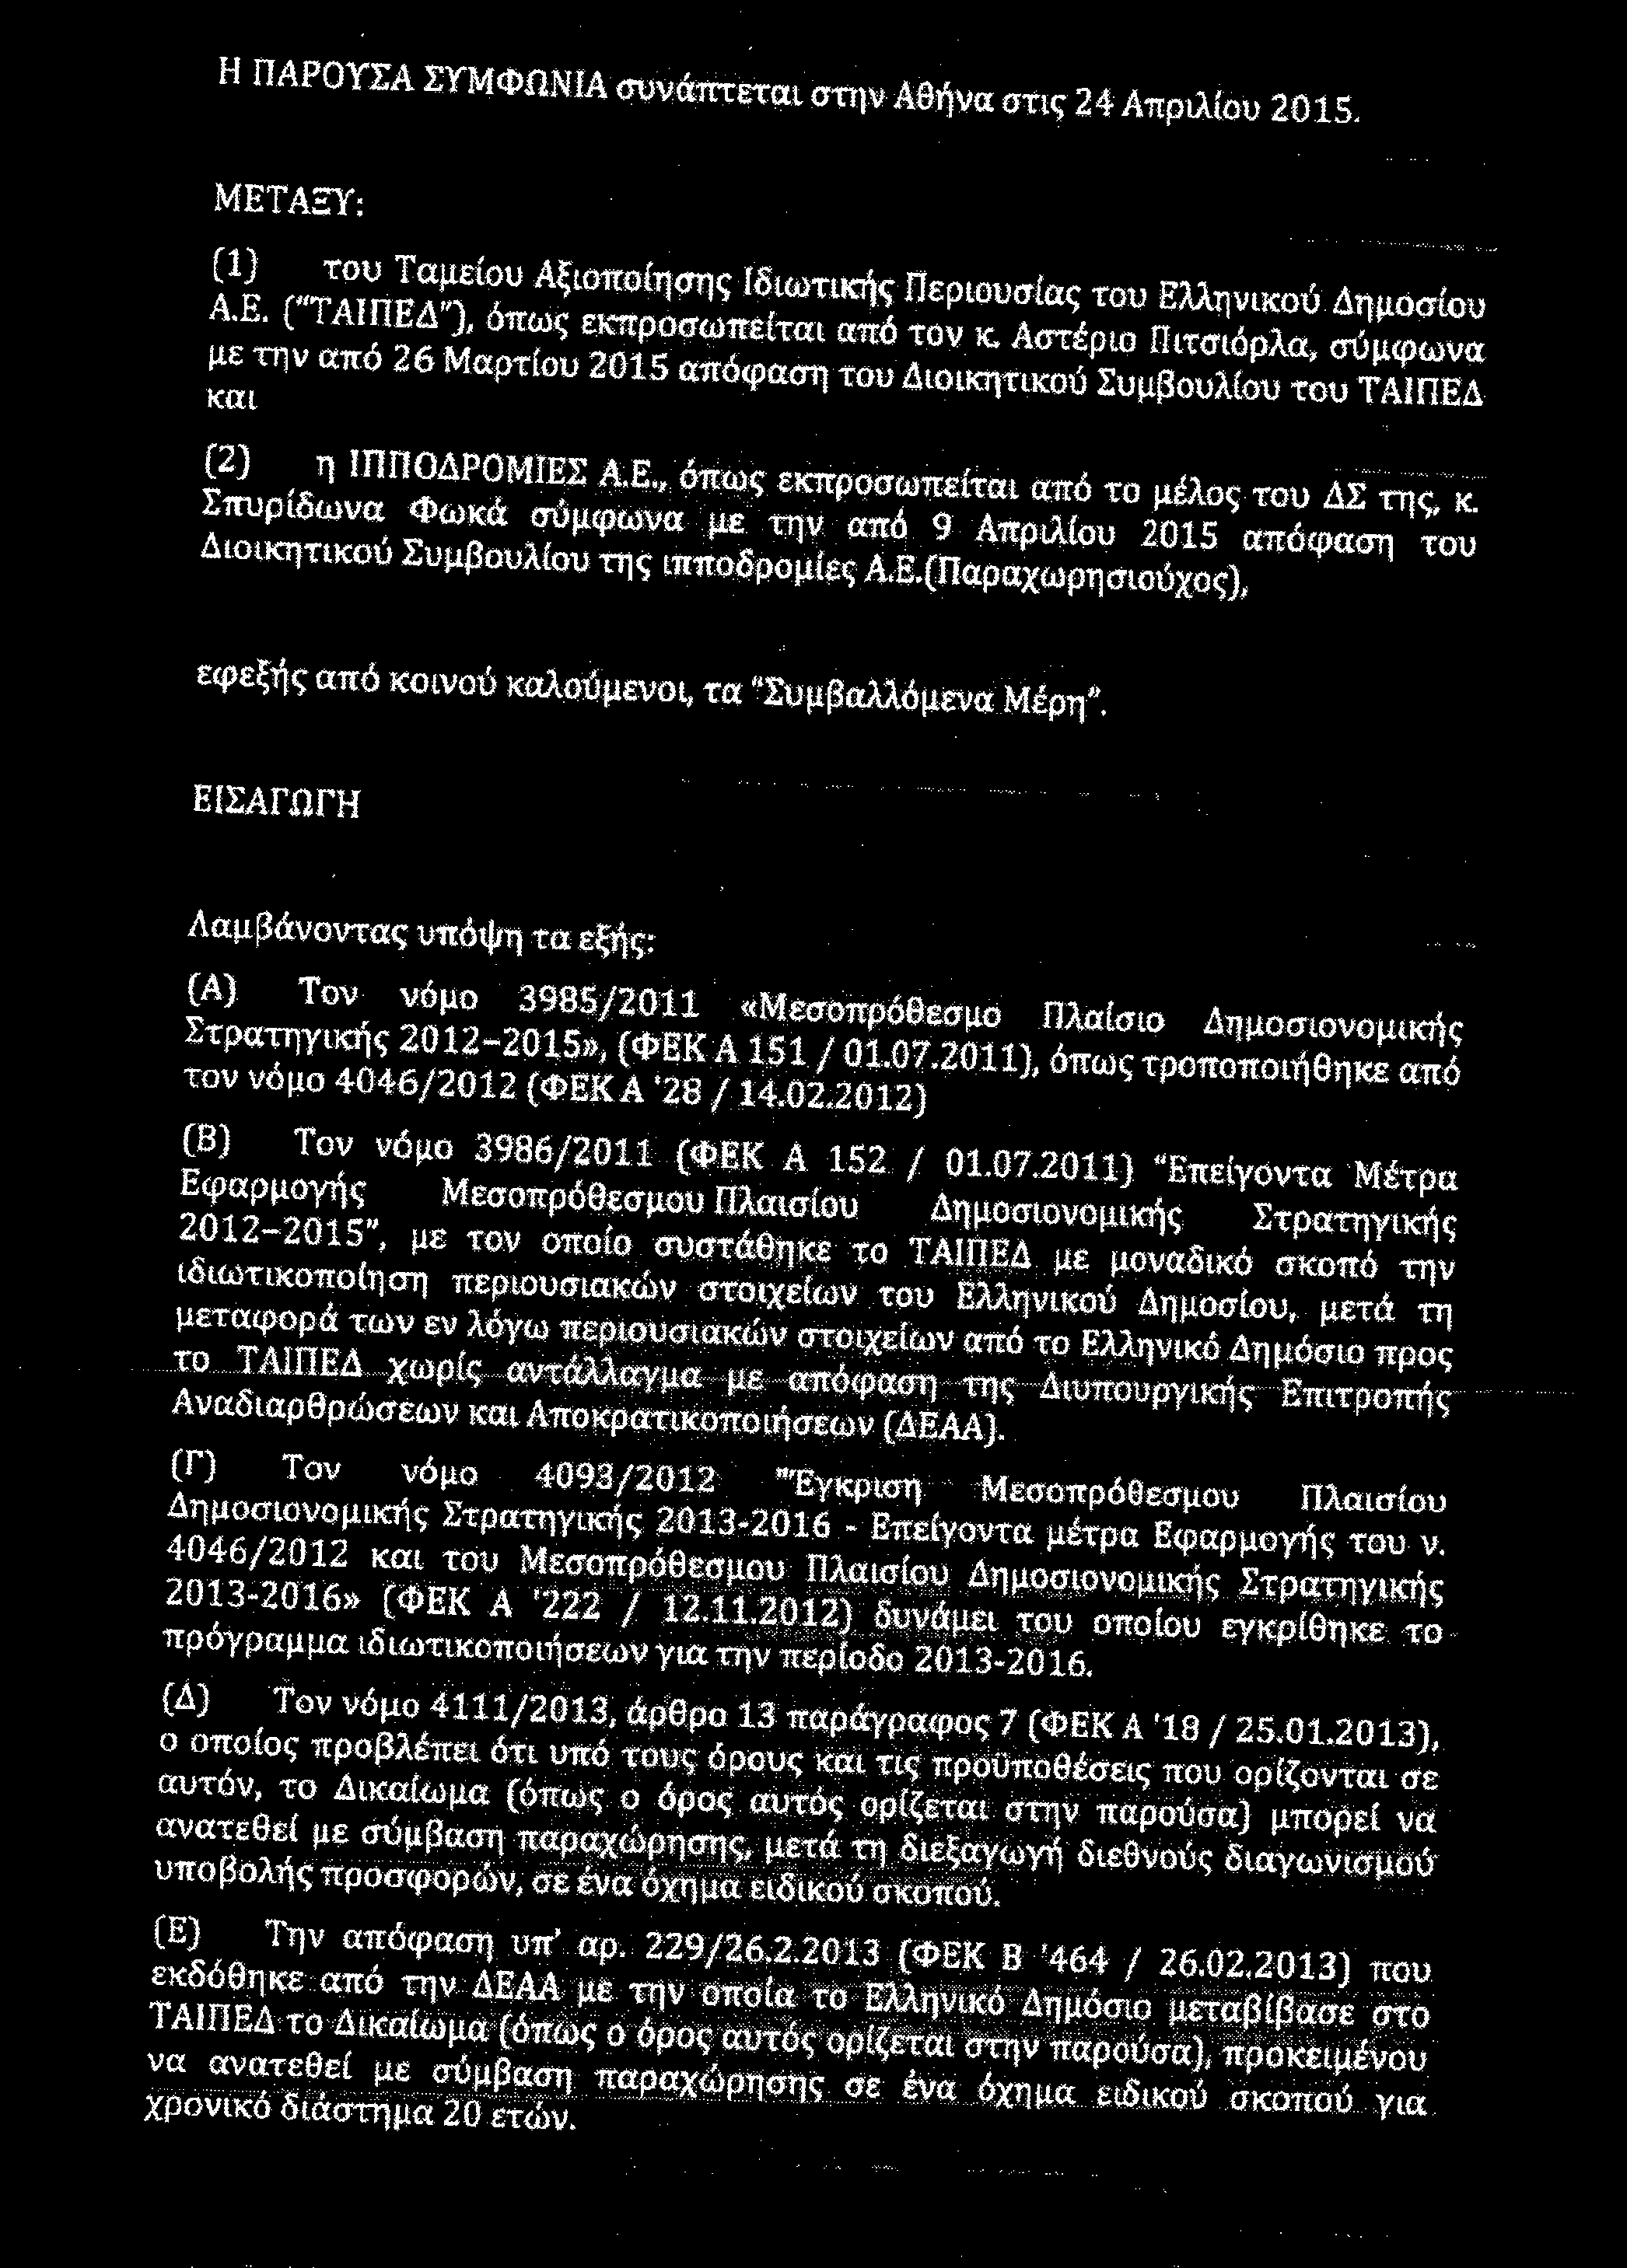 Η ΠΑΡΟΥΣΑ ΣΥΜΦΩΝΙΑ συνάπτεται στην Αθήνα στις 24 Απριλίου 2015.
ΜΕΤΑΞΥ:
(1) του Ταμείου Αξιοποίησης Ιδιωτικής Περιουσίας του Ελληνικού Δημοσίου
Α.Ε. ("ΤΑΙΠΕΔ"), όπως εκπροσωπείται από τον κ. Αστέριο Πιτσιόρλα, σύμφωνα
με την από 26 Μαρτίου 2015 απόφαση του Διοικητικού Συμβουλίου του ΤΑΙΠΕΔ
και
(2) η ΙΠΠΟΔΡΟΜΙΕΣ Α.Ε., όπως εκπροσωπείται από το μέλος του ΔΣ της, κ.
Σπυρίδωνα Φωκά σύμφωνα με την από 9 Απριλίου 2015 απόφαση του
Διοικητικού Συμβουλίου της ιπποδρομίες Α.Ε.(Παραχωρησιούχος),
εφεξής από κοινού καλούμενοι, τα "Συμβαλλόμενα Μέρη".
ΕΙΣΑΓΩΓΗ
Λαμβάνοντας υπόψη τα εξής:
(Α) Τον νόμο 3985/2011 «Μεσοπρόθεσμο Πλαίσιο Δημοσιονομικής
Στρατηγικής 2012–2015», (ΦΕΚ Α 151 / 01.07.2011), όπως τροποποιήθηκε από
τον νόμο 4046/2012 (ΦΕΚ Α '28 / 14.02.2012)
(Β) Τον νόμο 3986/2011 (ΦΕΚ Α 152 / 01.07.2011) "Επείγοντα Μέτρα
Εφαρμογής Μεσοπρόθεσμου Πλαισίου Δημοσιονομικής Στρατηγικής
2012–2015", με τον οποίο συστάθηκε το ΤΑΙΠΕΔ με μοναδικό σκοπό την
ιδιωτικοποίηση περιουσιακών στοιχείων του Ελληνικού Δημοσίου, μετά τη
μεταφορά των εν λόγω περιουσιακών στοιχείων από το Ελληνικό Δημόσιο προς
το ΤΑΙΠΕΔ χωρίς αντάλλαγμα με απόφαση της Διυπουργικής Επιτροπής
Αναδιαρθρώσεων και Αποκρατικοποιήσεων (ΔΕΑΑ).
(Γ) Τον νόμο 4093/2012 "Έγκριση Μεσοπρόθεσμου Πλαισίου
Δημοσιονομικής Στρατηγικής 2013-2016 - Επείγοντα μέτρα Εφαρμογής του ν.
4046/2012 και του Μεσοπρόθεσμου Πλαισίου Δημοσιονομικής Στρατηγικής
2013-2016» (ΦΕΚ Α '222 / 12.11.2012) δυνάμει του οποίου εγκρίθηκε το
πρόγραμμα ιδιωτικοποιήσεων για την περίοδο 2013-2016.
(Δ) Τον νόμο 4111/2013, άρθρο 13 παράγραφος 7 (ΦΕΚ Α '18 / 25.01.2013),
ο οποίος προβλέπει ότι υπό τους όρους και τις προϋποθέσεις που ορίζονται σε
αυτόν, το Δικαίωμα (όπως ο όρος αυτός ορίζεται στην παρούσα) μπορεί να
ανατεθεί με σύμβαση παραχώρησης, μετά τη διεξαγωγή διεθνούς διαγωνισμού
υποβολής προσφορών, σε ένα όχημα ειδικού σκοπού.
(Ε) Την απόφαση υπ' αρ. 229/26.2.2013 (ΦΕΚ Β '464 / 26.02.2013) που
εκδόθηκε από την ΔΕΑΑ με την οποία το Ελληνικό Δημόσιο μεταβίβασε στο
ΤΑΙΠΕΔ το Δικαίωμα (όπως ο όρος αυτός ορίζεται στην παρούσα), προκειμένου
να ανατεθεί με σύμβαση παραχώρησης σε ένα όχημα ειδικού σκοπού για
χρονικό διάστημα 20 ετών.